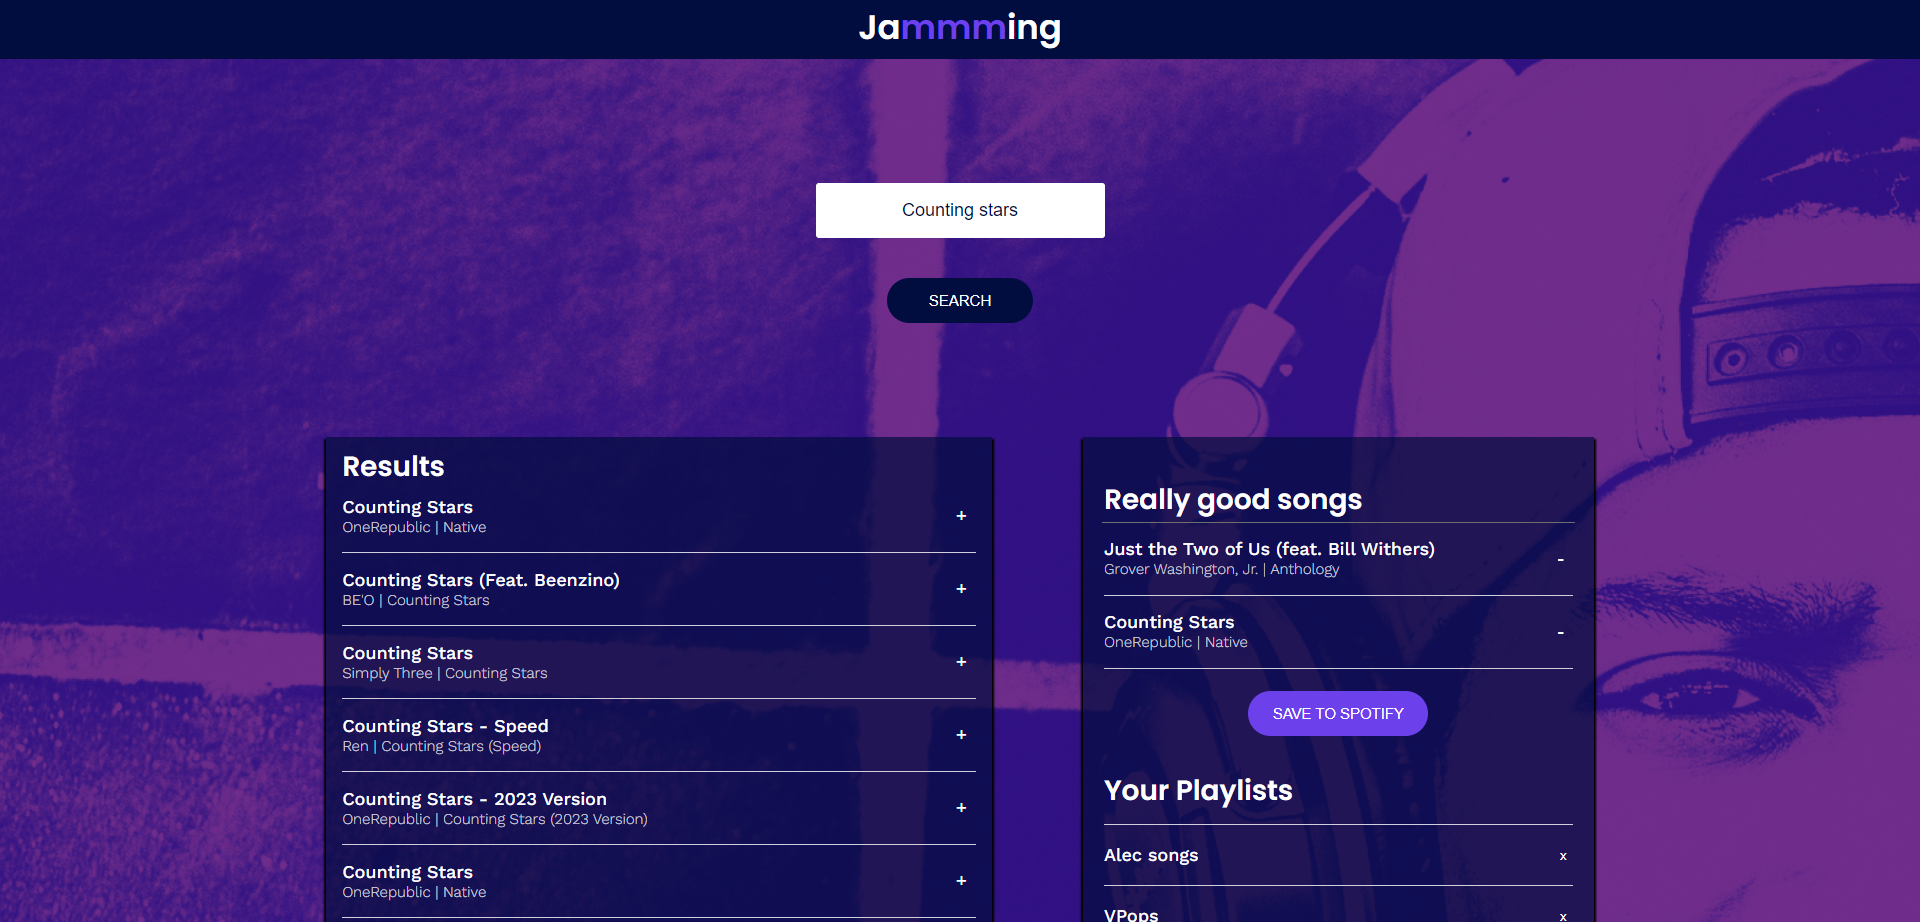 Jammming
Counting stars
SEARCH
Results
Counting Stars
OneRepublic | Native
+
Counting Stars (Feat. Beenzino)
BE'O | Counting Stars
+
Counting Stars
Simply Three | Counting Stars
+
Counting Stars - Speed
Ren | Counting Stars (Speed)
+
Counting Stars - 2023 Version
OneRepublic | Counting Stars (2023 Version)
+
Counting Stars
OneRepublic | Native
+
Really good songs
Just the Two of Us (feat. Bill Withers)
Grover Washington, Jr. | Anthology
-
Counting Stars
OneRepublic | Native
-
SAVE TO SPOTIFY
Your Playlists
Alec songs
x
VPops
x